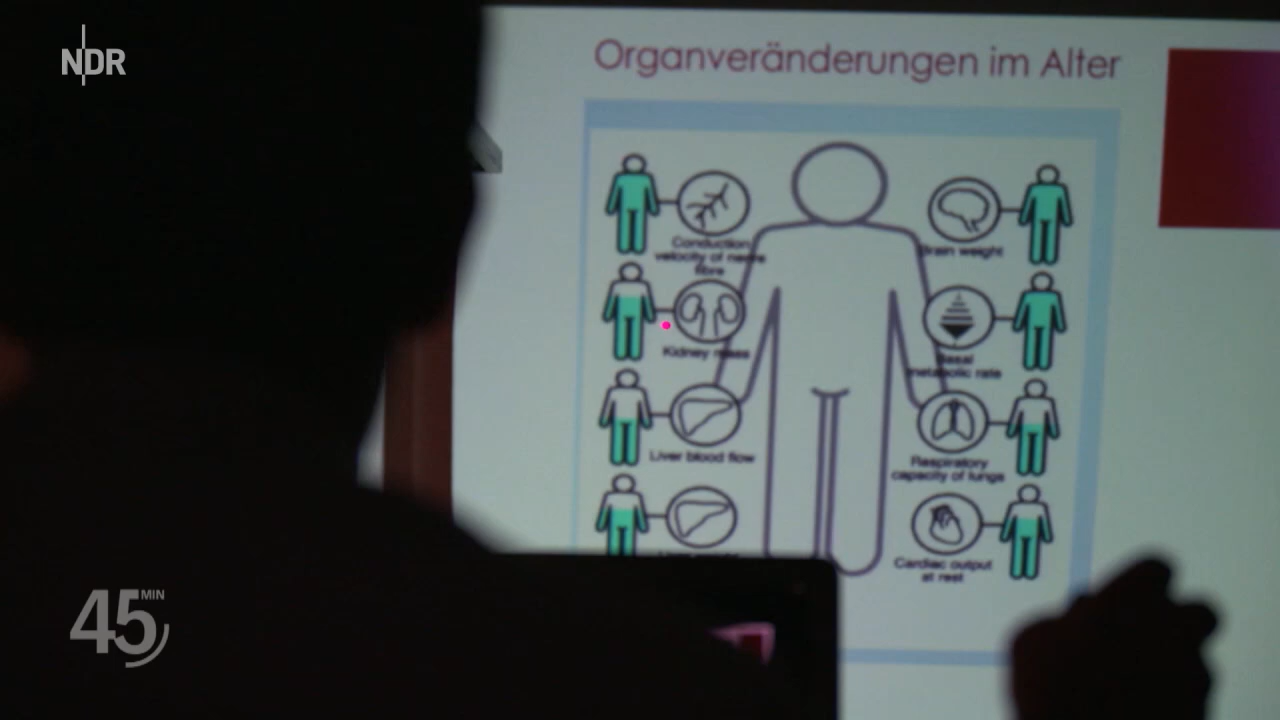 NDR
Organveränderungen im Alter
Conduction
velocity of nerve
fibre
Brain weight
Kidney mass
Basal
metabolic rate
Liver blood flow
Respiratory
capacity of lungs
Cardiac output
at rest
45 MIN